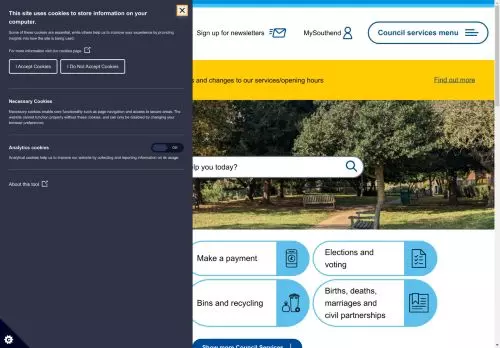 This site uses cookies to store information on your
computer.
Some of these cookies are essential, while others help us to improve your experience by providing
insights into how the site is being used.
For more information visit our cookies page.
I Accept Cookies
I Do Not Accept Cookies
Necessary Cookies
Necessary cookies enable core functionality such as page navigation and access to secure areas. The
website cannot function properly without these cookies, and can only be disabled by changing your
browser preferences.
Analytics cookies
Off
Analytical cookies help us to improve our website by collecting and reporting information on its usage.
About this tool
Sign up for newsletters
MySouthend
Council services menu
s and changes to our services/opening hours
Find out more
elp you today?
Make a payment
Elections and
voting
Bins and recycling
Births, deaths,
marriages and
civil partnerships
Show more Council Services